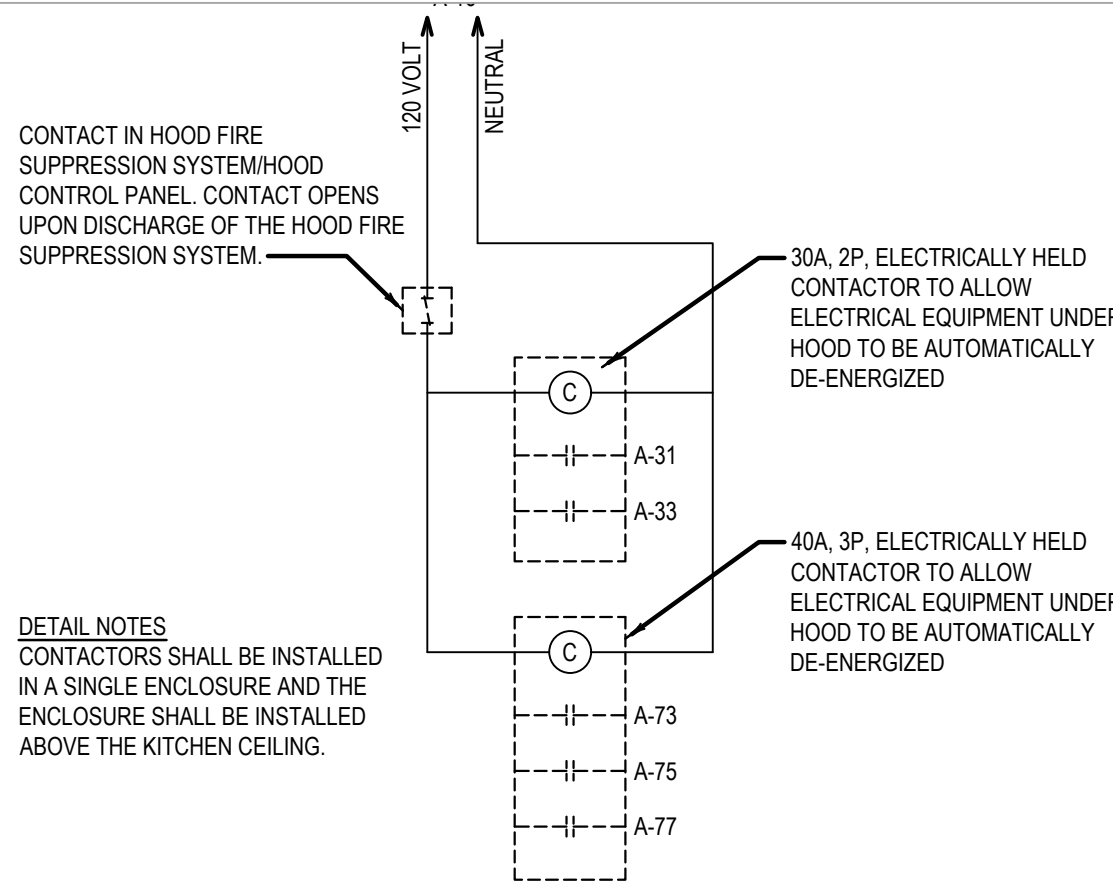 120 VOLT
NEUTRAL
CONTACT IN HOOD FIRE
SUPPRESSION SYSTEM/HOOD
CONTROL PANEL. CONTACT OPENS
UPON DISCHARGE OF THE HOOD FIRE
SUPPRESSION SYSTEM.
30A, 2P, ELECTRICALLY HELD
CONTACTOR TO ALLOW
ELECTRICAL EQUIPMENT UNDER
HOOD TO BE AUTOMATICALLY
DE-ENERGIZED
C
A-31
A-33
40A, 3P, ELECTRICALLY HELD
CONTACTOR TO ALLOW
ELECTRICAL EQUIPMENT UNDER
HOOD TO BE AUTOMATICALLY
DE-ENERGIZED
C
A-73
A-75
A-77
DETAIL NOTES
CONTACTORS SHALL BE INSTALLED
IN A SINGLE ENCLOSURE AND THE
ENCLOSURE SHALL BE INSTALLED
ABOVE THE KITCHEN CEILING.